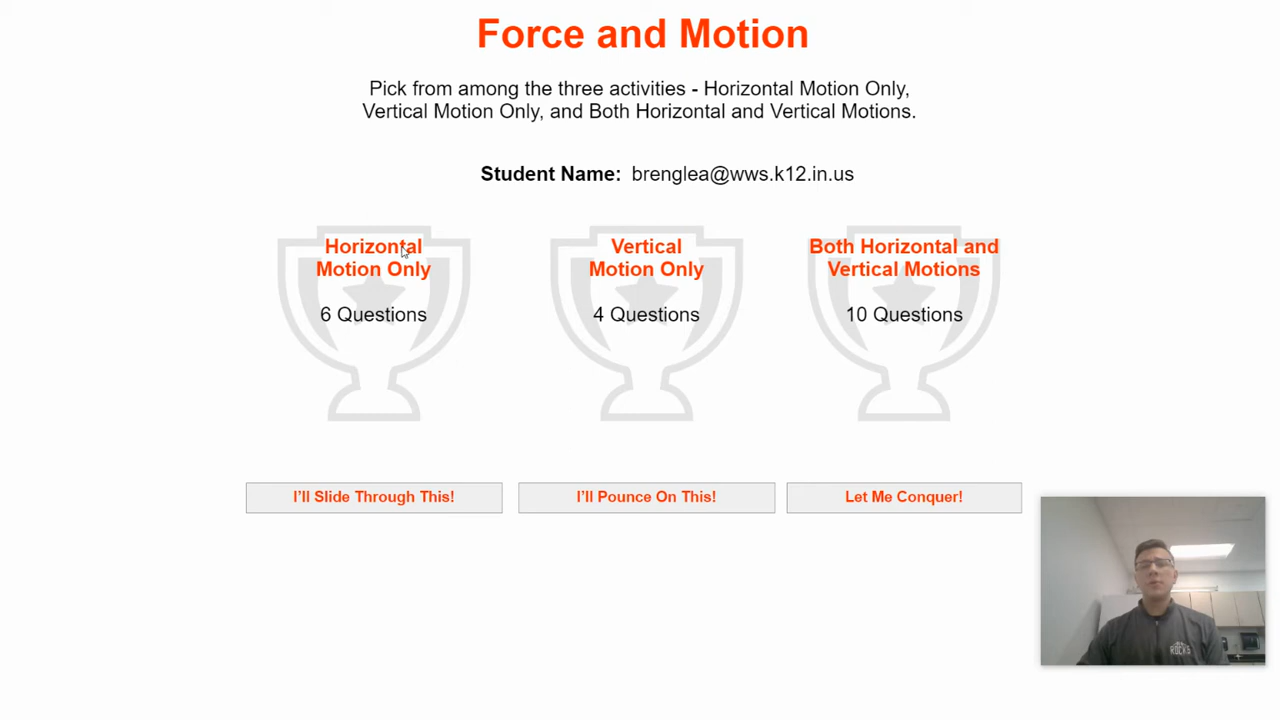 Force and Motion
Pick from among the three activities - Horizontal Motion Only,
Vertical Motion Only, and Both Horizontal and Vertical Motions.
Student Name: brenglea@wws.k12.in.us
Horizontal
Motion Only
6 Questions
Vertical
Motion Only
4 Questions
Both Horizontal and
Vertical Motions
10 Questions
I'll Slide Through This!
I'll Pounce On This!
Let Me Conquer!